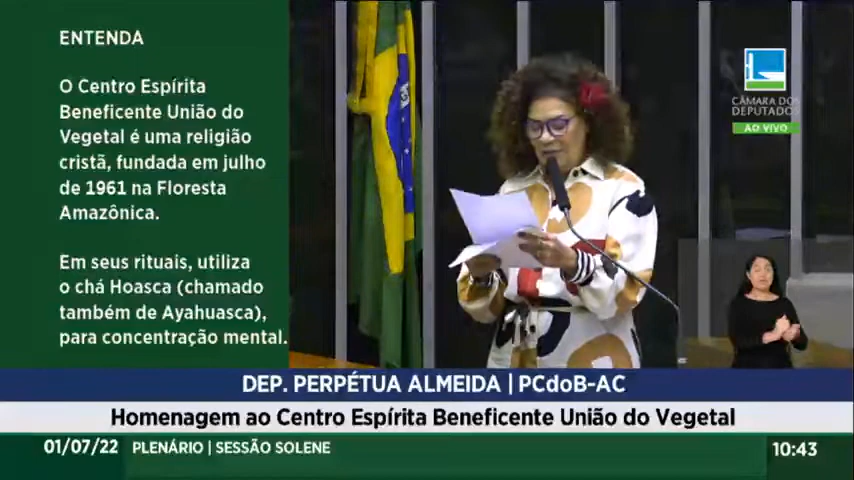 ENTENDA
O Centro Espírita
Beneficente União do
Vegetal é uma religião
cristã, fundada em julho
de 1961 na Floresta
Amazônica.
Em seus rituais, utiliza
o chá Hoasca (chamado
também de Ayahuasca),
para concentração mental.
CÂMARA DOS
DEPUTADOS
AO VIVO
DEP. PERPÉTUA ALMEIDA | PCdoB-AC
Homenagem ao Centro Espírita Beneficente União do Vegetal
01/07/22 PLENÁRIO | SESSÃO SOLENE 10:43